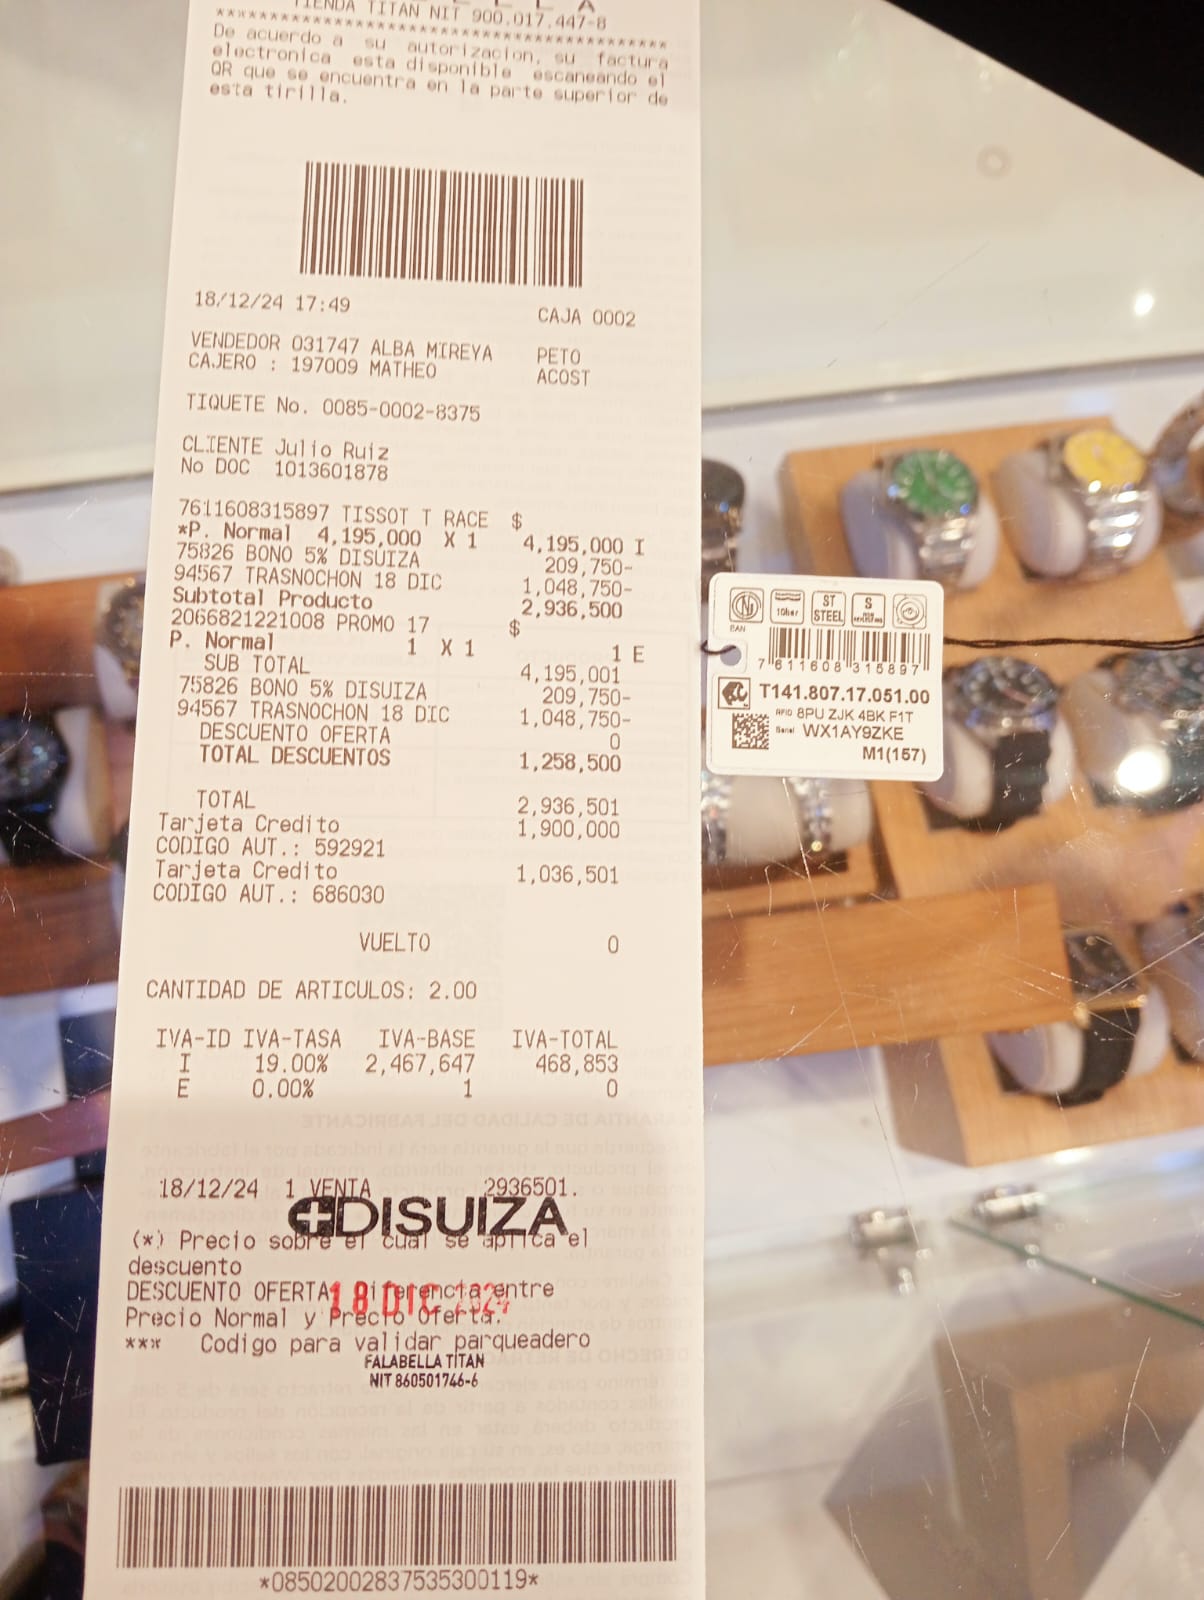 TIENDA TITAN NIT 900.017.447-8
De acuerdo a su autorizacion, su factura
electronica esta disponible escaneando el
QR que se encuentra en la parte superior de
esta tirilla.
18/12/24 17:49 CAJA 0002
VENDEDOR 031747 ALBA MIREYA PETO
CAJERO : 197009 MATHEO ACOST
TIQUETE No. 0085-0002-8375
CLIENTE Julio Ruiz
No DOC 1013601878
7611608315897 TISSOT T RACE $
*P. Normal 4,195,000 X 1 4,195,000 I
75826 BONO 5% DISUIZA 209,750-
94567 TRASNOCHON 18 DIC 1,048,750-
Subtotal Producto 2,936,500
2066821221008 PROMO 17 $
P. Normal 1 X 1 1 E
SUB TOTAL 4,195,001
75826 BONO 5% DISUIZA 209,750-
94567 TRASNOCHON 18 DIC 1,048,750-
DESCUENTO OFERTA 0
TOTAL DESCUENTOS 1,258,500
TOTAL 2,936,501
Tarjeta Credito 1,900,000
CODIGO AUT.: 592921
Tarjeta Credito 1,036,501
CODIGO AUT.: 686030
VUELTO 0
CANTIDAD DE ARTICULOS: 2.00
IVA-ID IVA-TASA IVA-BASE IVA-TOTAL
I 19.00% 2,467,647 468,853
E 0.00% 1 0
18/12/24 1 VENTA 2936501.
DISUIZA
(*) Precio sobre el cual se aplica el
descuento
DESCUENTO OFERTA: Diferencia entre
18 DIC 2024
Precio Normal y Precio Oferta.
*** Codigo para validar parqueadero
FALABELLA TITAN
NIT 860501746-6
*08502002837535300119*
10bar
ST
STEEL
S
EAN
7 611608 315897
T141.807.17.051.00
RFID 8PU ZJK 4BK F1T
Serial WX1AY9ZKE
M1(157)